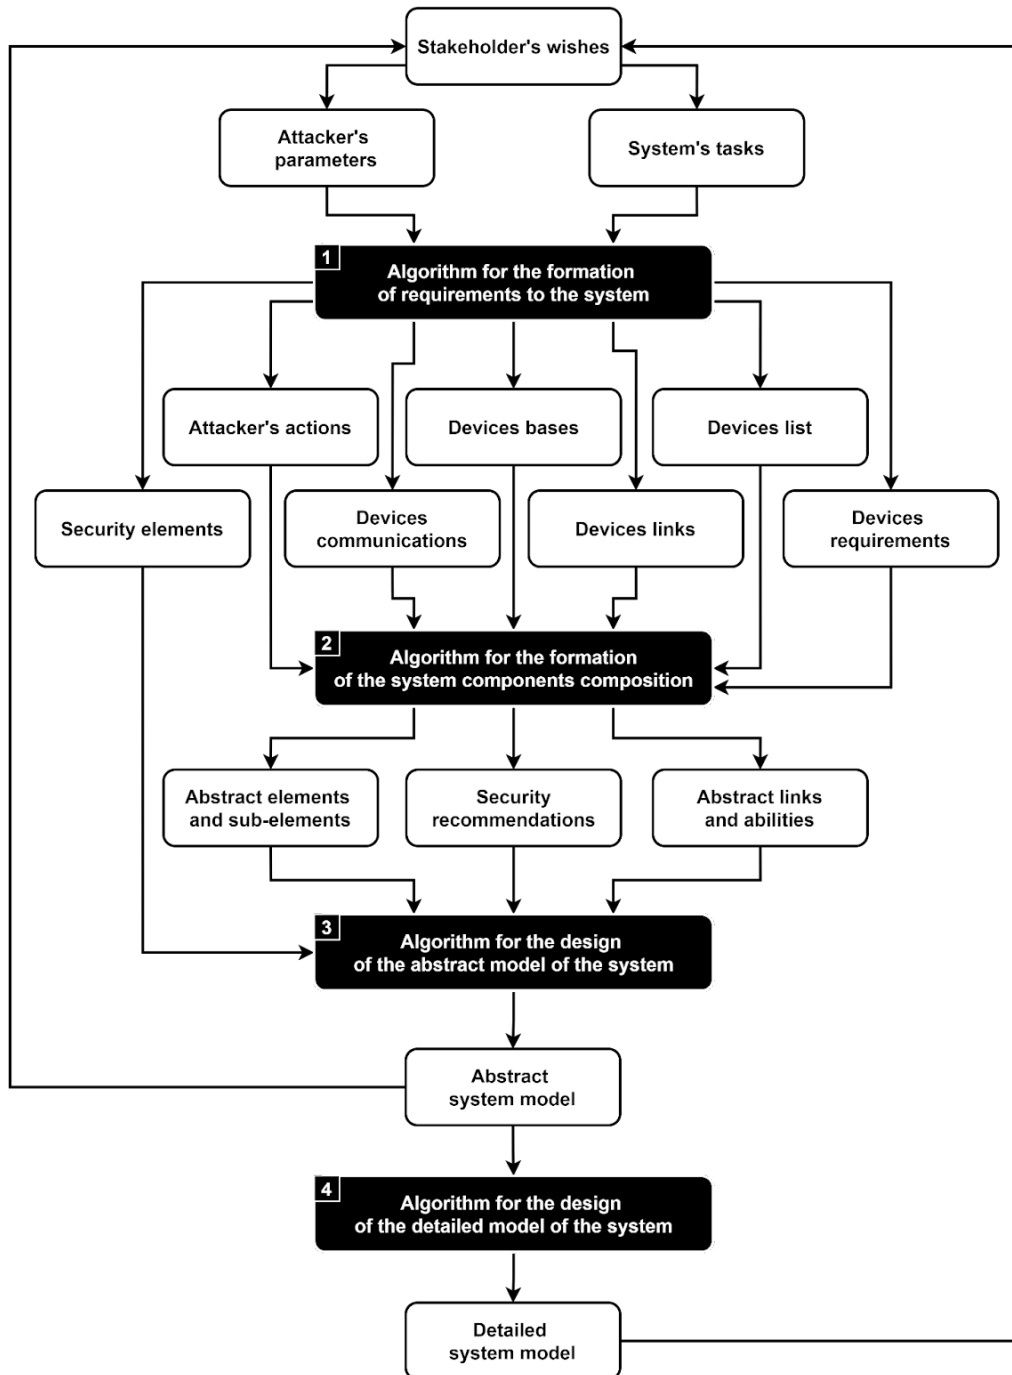 Stakeholder's wishes
Attacker's
parameters
System's tasks
1
Algorithm for the formation
of requirements to the system
Attacker's actions
Devices bases
Devices list
Security elements
Devices
communications
Devices links
Devices
requirements
2
Algorithm for the formation
of the system components composition
Abstract elements
and sub-elements
Security
recommendations
Abstract links
and abilities
3
Algorithm for the design
of the abstract model of the system
Abstract
system model
4
Algorithm for the design
of the detailed model of the system
Detailed
system model